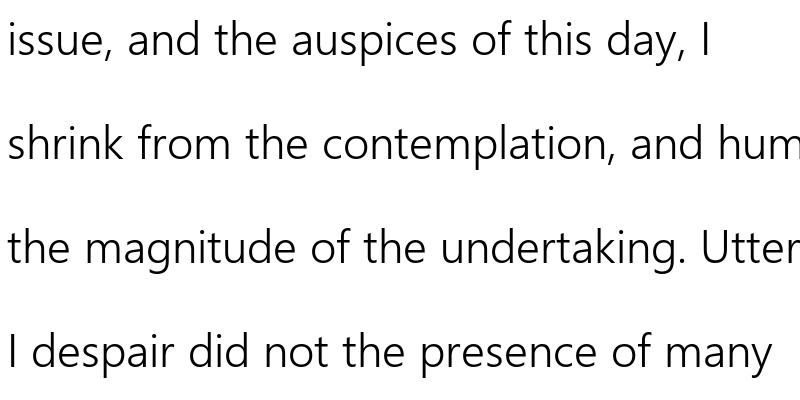 issue, and the auspices of this day, I
shrink from the contemplation, and hum
the magnitude of the undertaking. Utter
I despair did not the presence of many